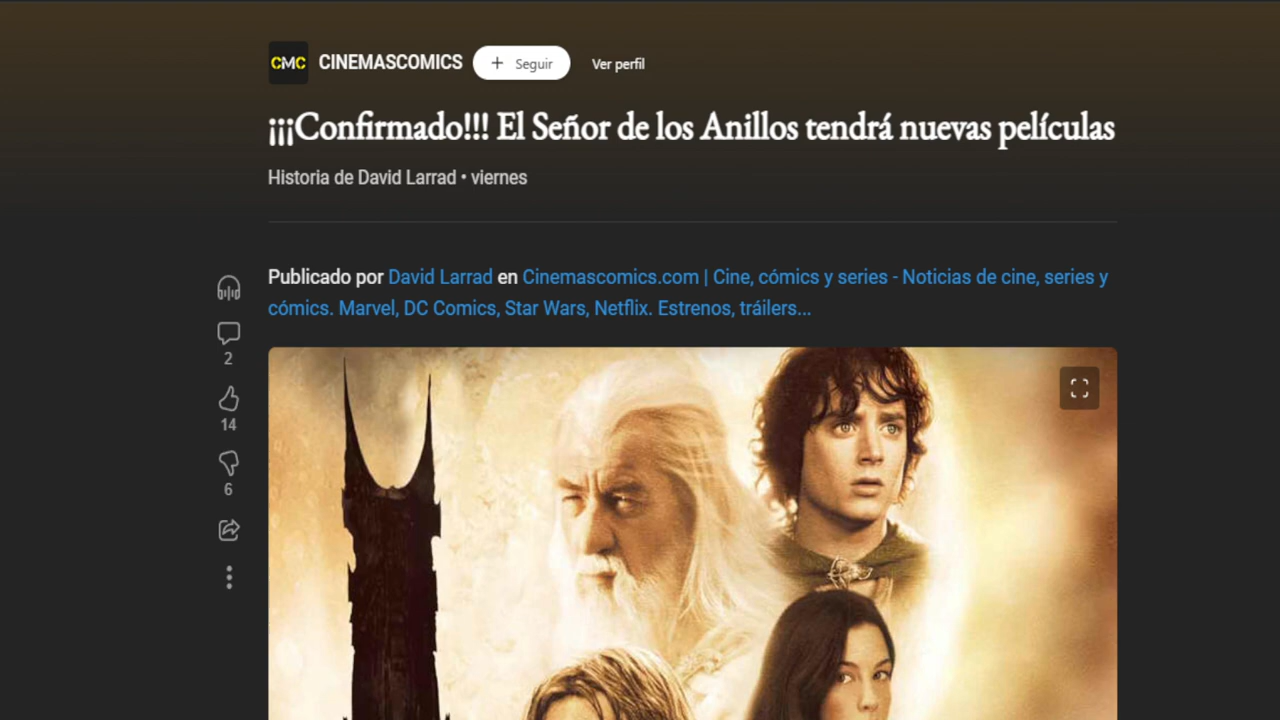 CMC CINEMASCOMICS + Seguir Ver perfil
¡¡¡Confirmado!!! El Señor de los Anillos tendrá nuevas películas
Historia de David Larrad • viernes
Publicado por David Larrad en Cinemascomics.com | Cine, cómics y series - Noticias de cine, series y
cómics. Marvel, DC Comics, Star Wars, Netflix. Estrenos, tráilers...
2
14
6